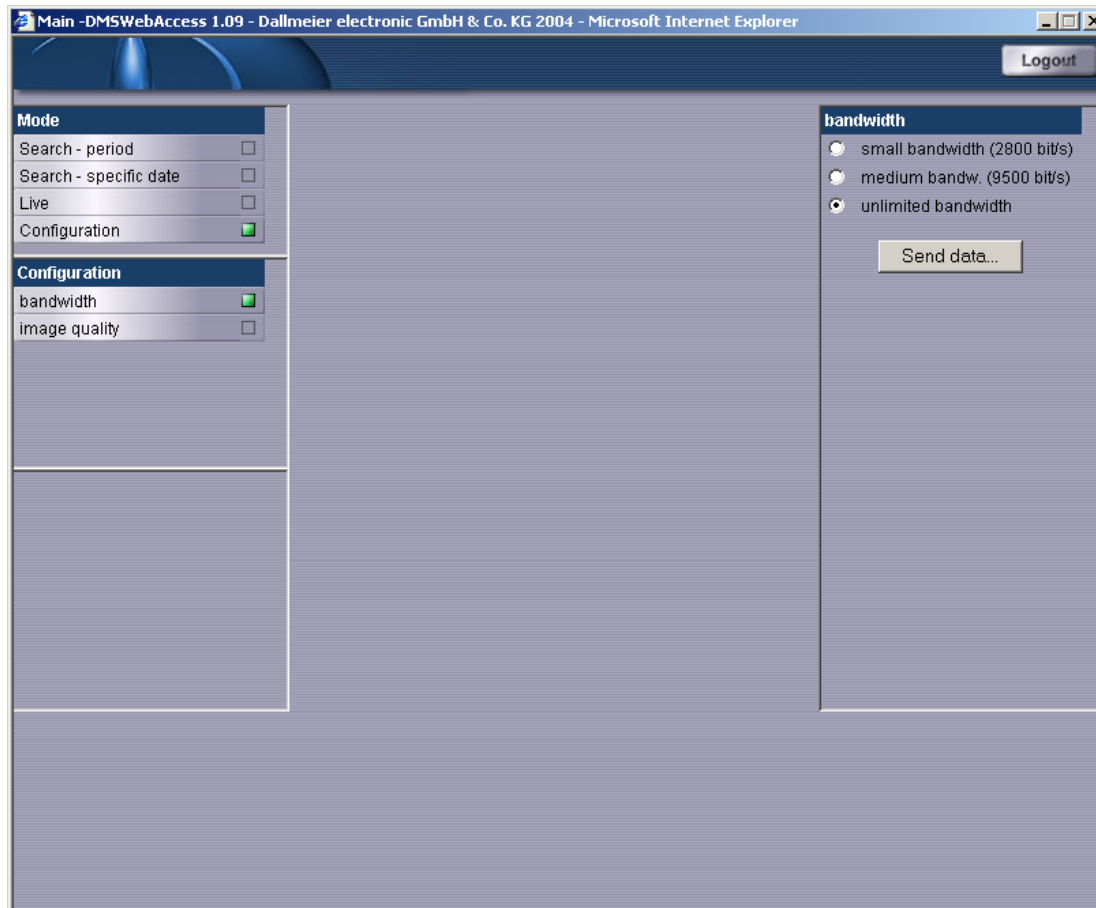 Main -DMSWebAccess 1.09 - Dallmeier electronic GmbH & Co. KG 2004 - Microsoft Internet Explorer
Logout
Mode
Search - period
Search - specific date
Live
Configuration
Configuration
bandwidth
image quality
bandwidth
small bandwidth (2800 bit/s)
medium bandw. (9500 bit/s)
unlimited bandwidth
Send data...